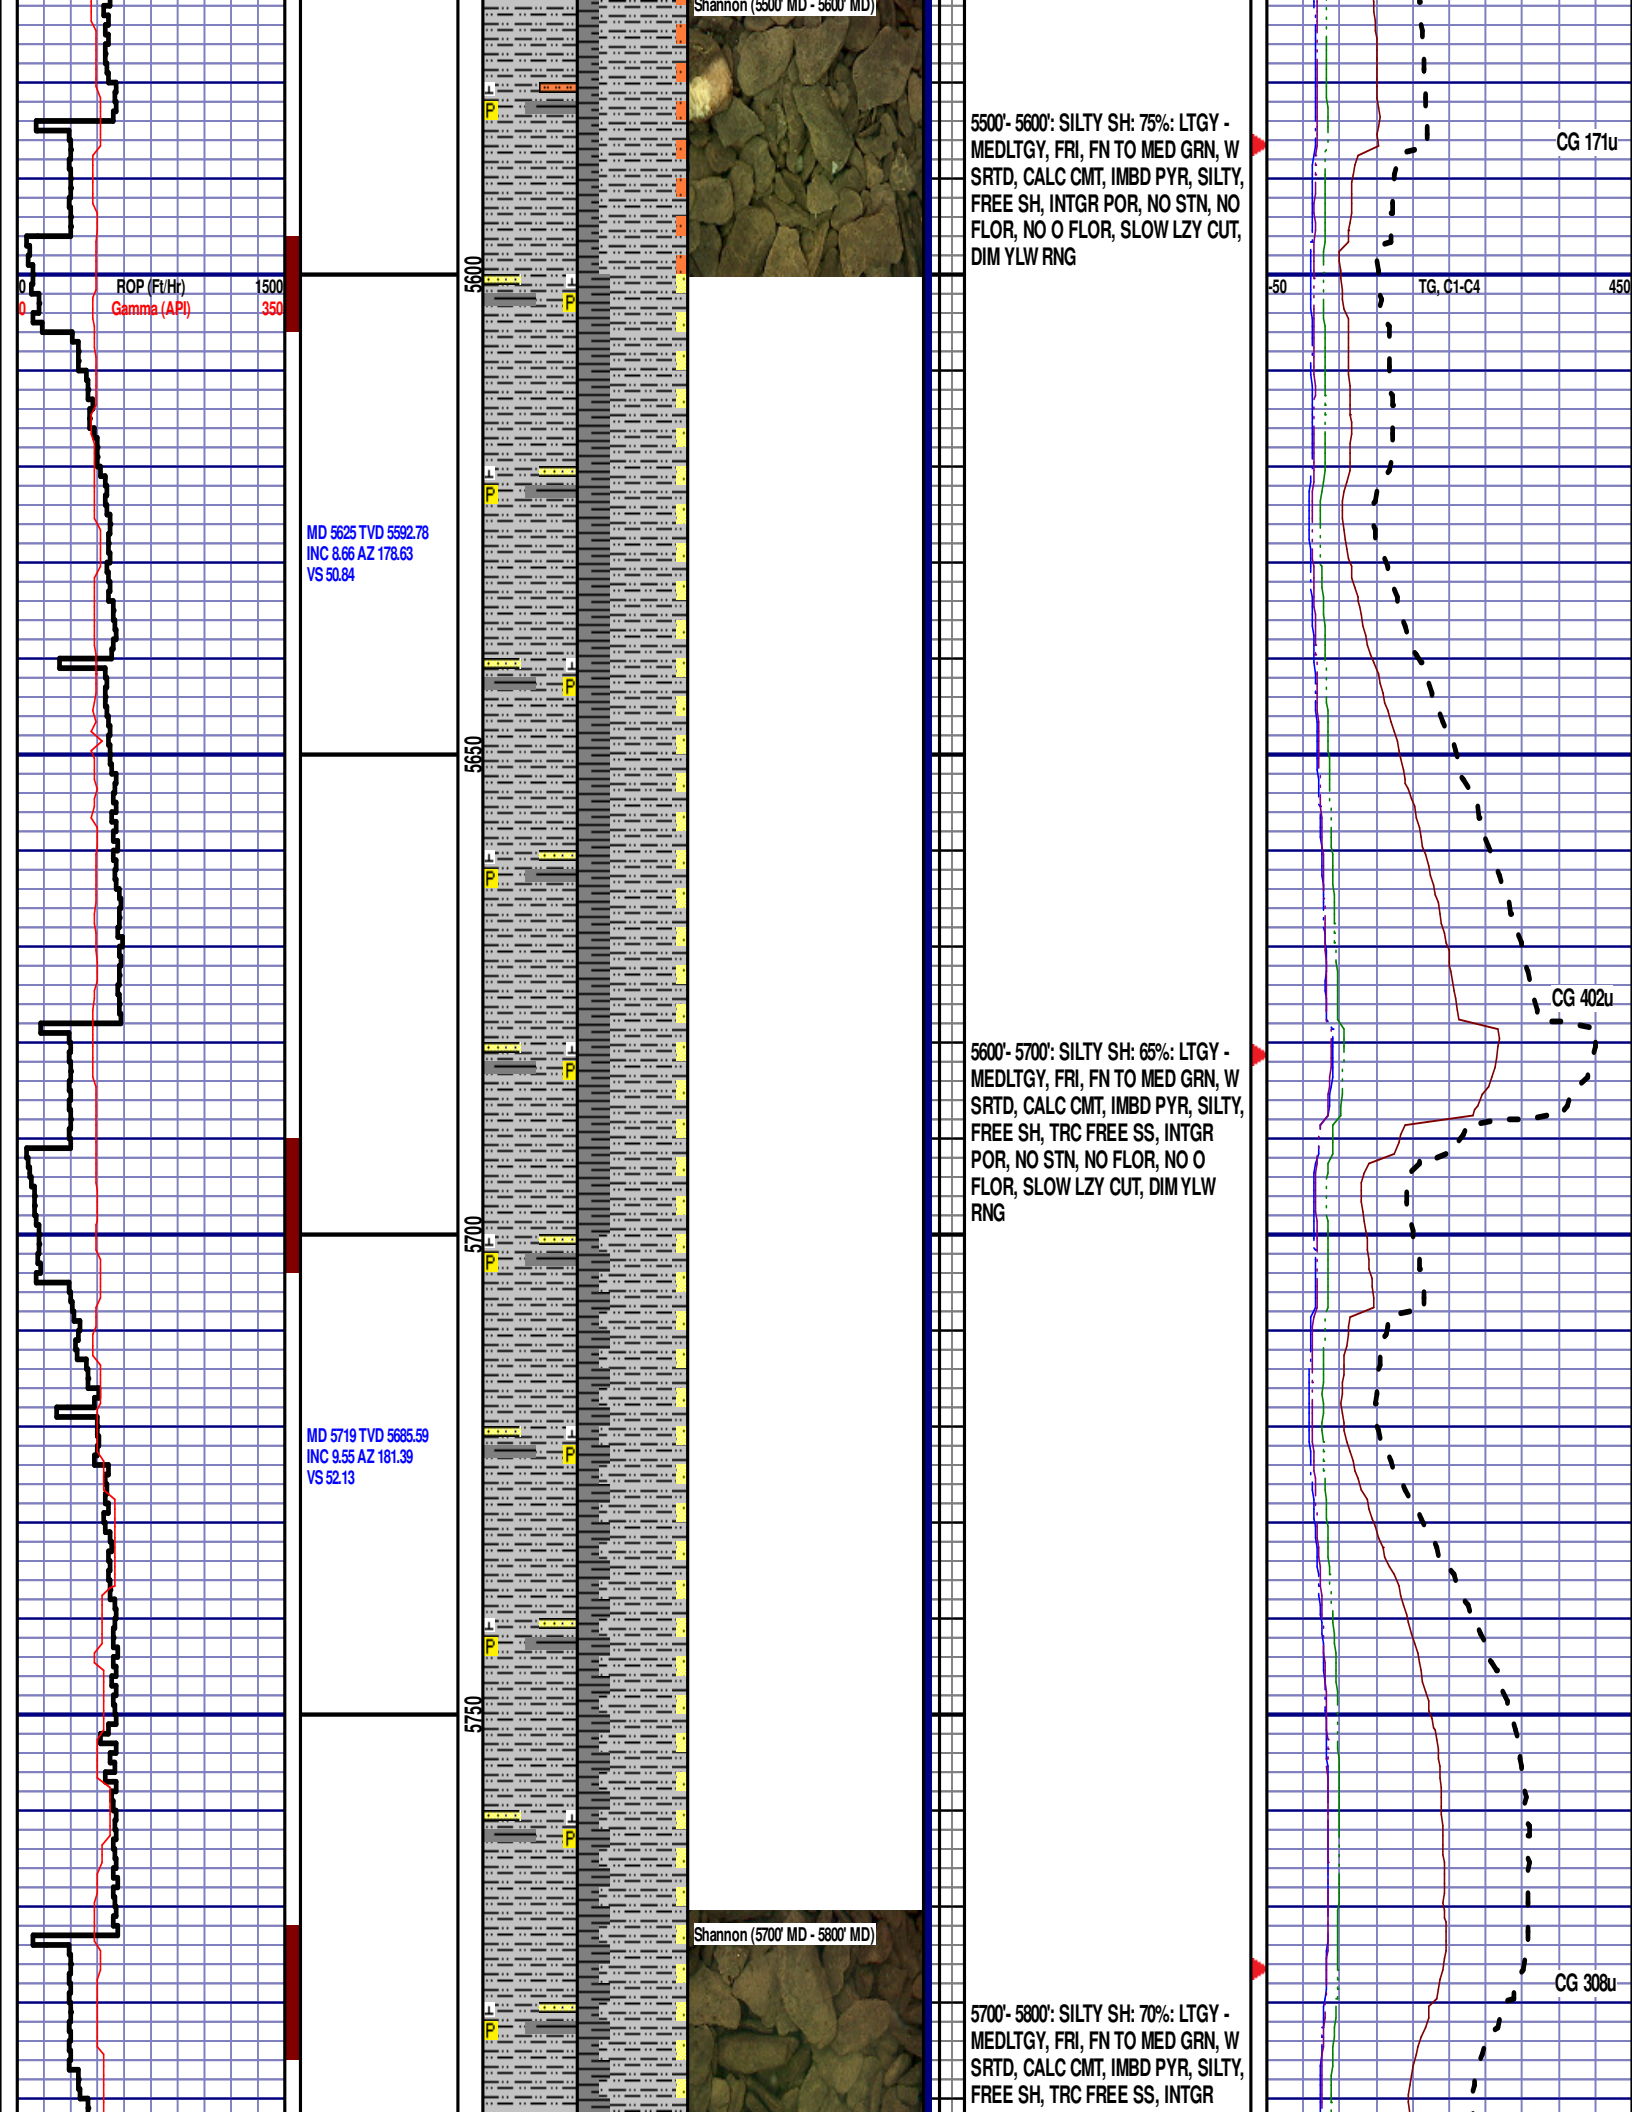 Shannon (5500' MD - 5600' MD)
P
5500'- 5600': SILTY SH: 75%: LTGY -
MEDLTGY, FRI, FN TO MED GRN, W
SRTD, CALC CMT, IMBD PYR, SILTY,
FREE SH, INTGR POR, NO STN, NO
FLOR, NO O FLOR, SLOW LZY CUT,
DIM YLW RNG
CG 171u
0 ROP (Ft/Hr) 1500
0 Gamma (API) 350
5600
P
-50 TG, C1-C4 450
P
MD 5625 TVD 5592.78
INC 8.66 AZ 178.63
VS 50.84
P
5650
P
CG 402u
P
5600'- 5700': SILTY SH: 65%: LTGY -
MEDLTGY, FRI, FN TO MED GRN, W
SRTD, CALC CMT, IMBD PYR, SILTY,
FREE SH, TRC FREE SS, INTGR
POR, NO STN, NO FLOR, NO O
FLOR, SLOW LZY CUT, DIM YLW
RNG
5700
P
MD 5719 TVD 5685.59
INC 9.55 AZ 181.39
VS 52.13
P
P
5750
P
Shannon (5700' MD - 5800' MD)
CG 308u
P
5700'- 5800': SILTY SH: 70%: LTGY -
MEDLTGY, FRI, FN TO MED GRN, W
SRTD, CALC CMT, IMBD PYR, SILTY,
FREE SH, TRC FREE SS, INTGR